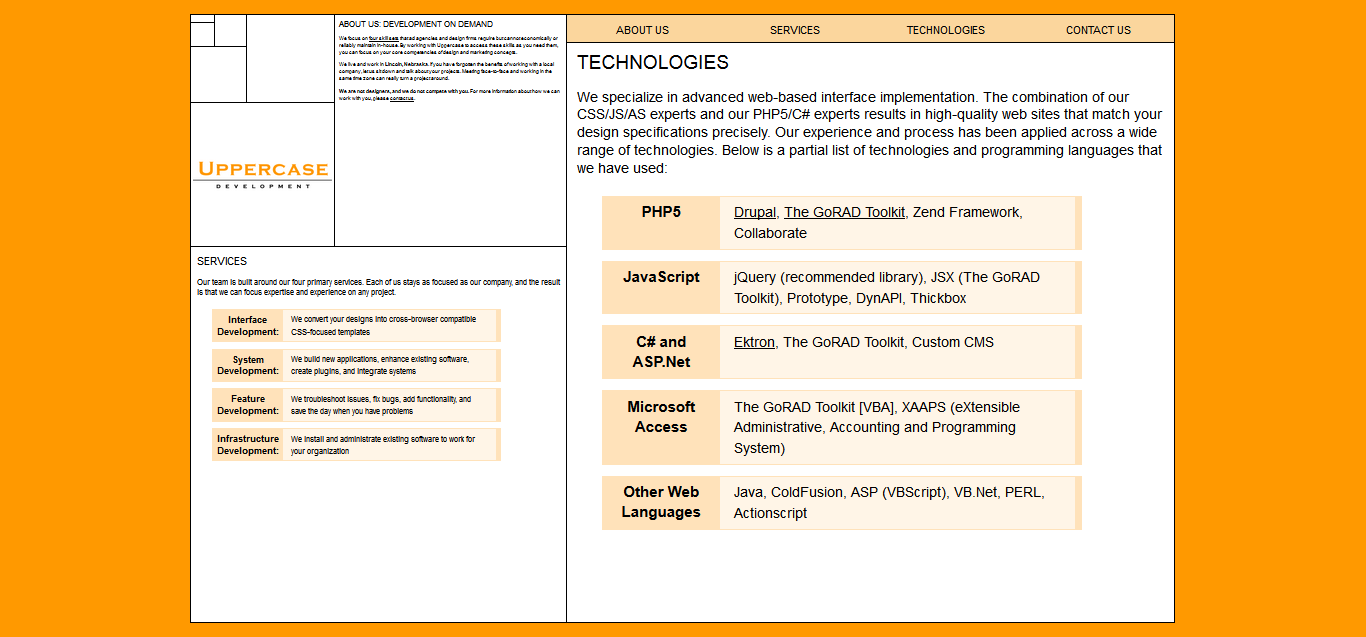 ABOUT US: DEVELOPMENT ON DEMAND
We focus on four skill sets that ad agencies and design firms require but cannot economically or
reliably maintain in-house. By working with Uppercase to access these skills as you need them,
you can focus on your core competencies of design and marketing concepts.
We live and work in Lincoln, Nebraska. If you have forgotten the benefits of working with a local
company, let us sit down and talk about your projects. Meeting face-to-face and working in the
same time zone can really turn a project around.
We are not designers, and we do not compete with you. For more information about how we can
work with you, please contact us.
UPPERCASE
DEVELOPMENT
SERVICES
Our team is built around our four primary services. Each of us stays as focused as our company, and the result
is that we can focus expertise and experience on any project.
Interface
Development:
We convert your designs into cross-browser compatible
CSS-focused templates
System
Development:
We build new applications, enhance existing software,
create plugins, and integrate systems
Feature
Development:
We troubleshoot issues, fix bugs, add functionality, and
save the day when you have problems
Infrastructure
Development:
We install and administrate existing software to work for
your organization
ABOUT US SERVICES TECHNOLOGIES CONTACT US
TECHNOLOGIES
We specialize in advanced web-based interface implementation. The combination of our
CSS/JS/AS experts and our PHP5/C# experts results in high-quality web sites that match your
design specifications precisely. Our experience and process has been applied across a wide
range of technologies. Below is a partial list of technologies and programming languages that
we have used:
PHP5
Drupal, The GoRAD Toolkit, Zend Framework,
Collaborate
JavaScript
jQuery (recommended library), JSX (The GoRAD
Toolkit), Prototype, DynAPI, Thickbox
C# and
ASP.Net
Ektron, The GoRAD Toolkit, Custom CMS
Microsoft
Access
The GoRAD Toolkit [VBA], XAAPS (eXtensible
Administrative, Accounting and Programming
System)
Other Web
Languages
Java, ColdFusion, ASP (VBScript), VB.Net, PERL,
Actionscript